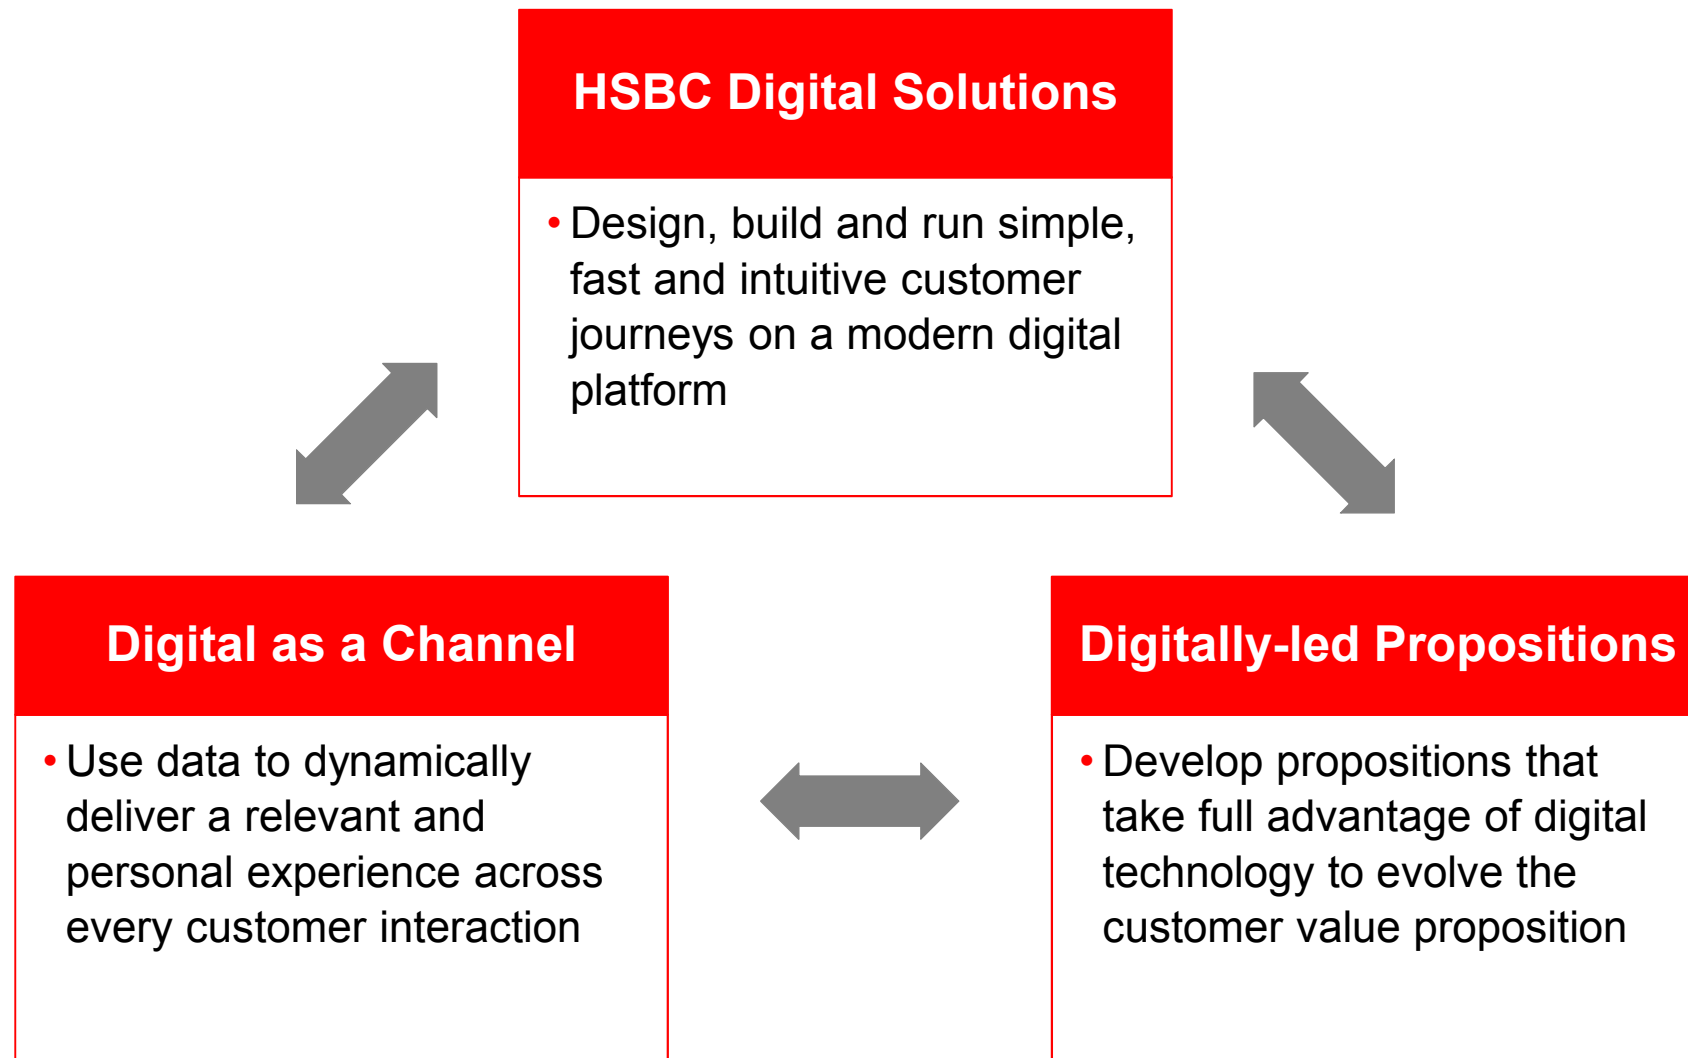 HSBC Digital Solutions
• Design, build and run simple,
fast and intuitive customer
journeys on a modern digital
platform
Digital as a Channel
• Use data to dynamically
deliver a relevant and
personal experience across
every customer interaction
Digitally-led Propositions
• Develop propositions that
take full advantage of digital
technology to evolve the
customer value proposition